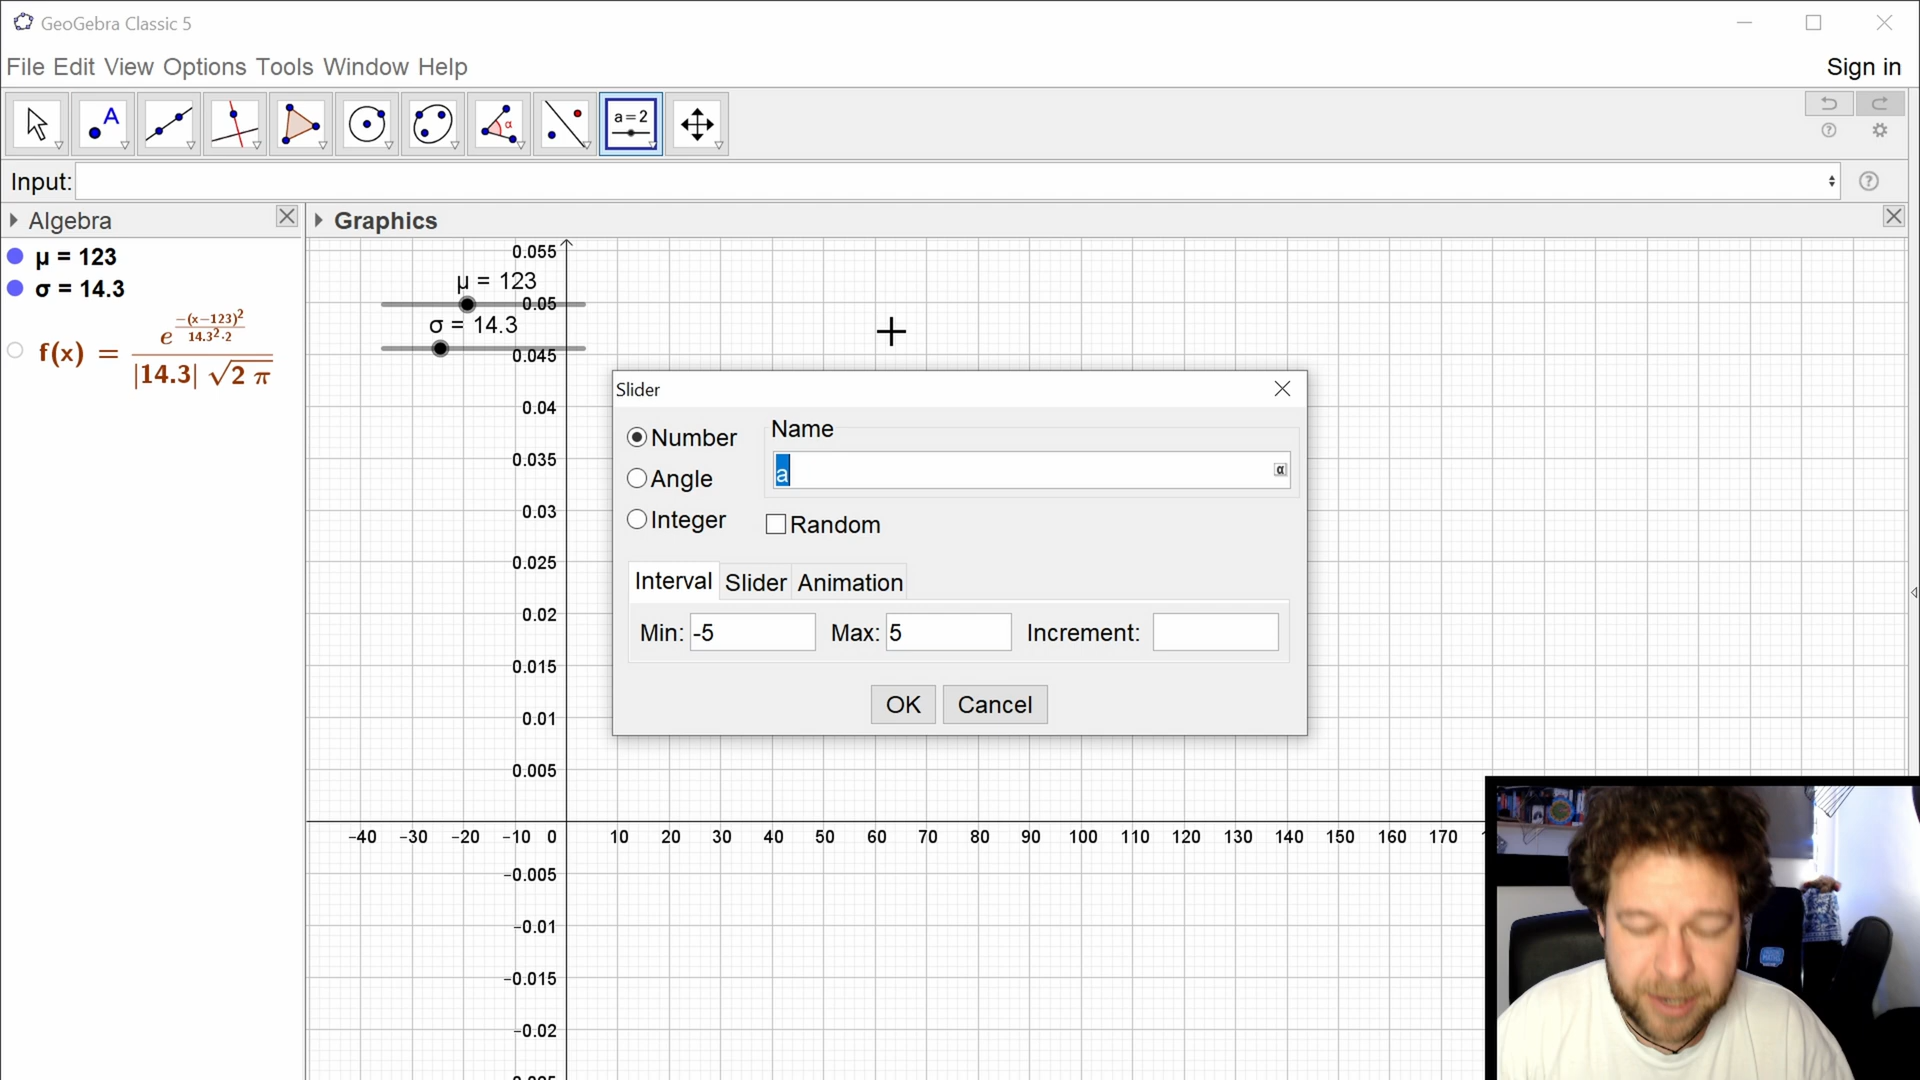 GeoGebra Classic 5
File Edit View Options Tools Window Help
Sign in
A
α
a = 2
Input:
Algebra
Graphics
μ = 123
σ = 14.3
f(x) = e^(−(x−123)²/(14.3²·2)) / (|14.3| √2 π)
μ = 123
σ = 14.3
0.055
0.05
0.045
0.04
0.035
0.03
0.025
0.02
0.015
0.01
0.005
−40 −30 −20 −10 0 10 20 30 40 50 60 70 80 90 100 110 120 130 140 150 160 170
−0.005
−0.01
−0.015
−0.02
Slider
Number
Angle
Integer
Name
a
α
Random
Interval Slider Animation
Min: -5 Max: 5 Increment:
OK Cancel